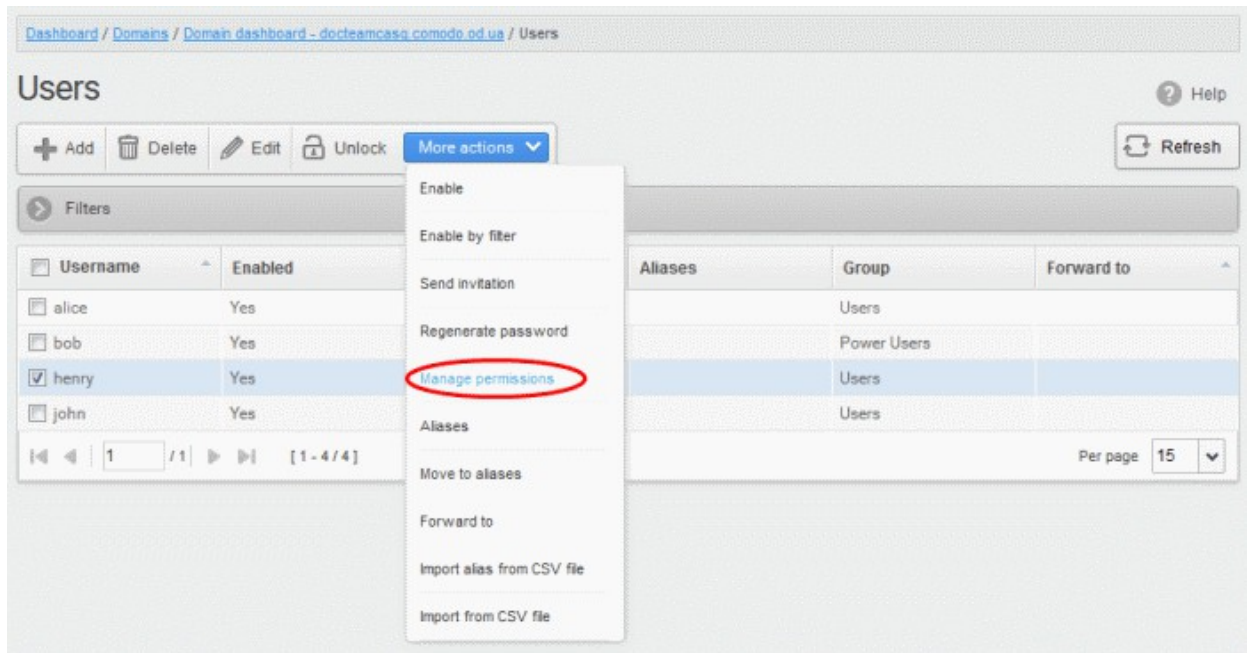 Dashboard / Domains / Domain dashboard - docteamcasg.comodo.od.ua / Users
Users
Help
Add Delete Edit Unlock More actions
Refresh
Filters
Enable
Enable by filter
Send invitation
Regenerate password
Manage permissions
Aliases
Move to aliases
Forward to
Import alias from CSV file
Import from CSV file
Username Enabled Aliases Group Forward to
alice Yes Users
bob Yes Power Users
henry Yes Users
john Yes Users
1 / 1 [ 1 - 4 / 4 ] Per page 15